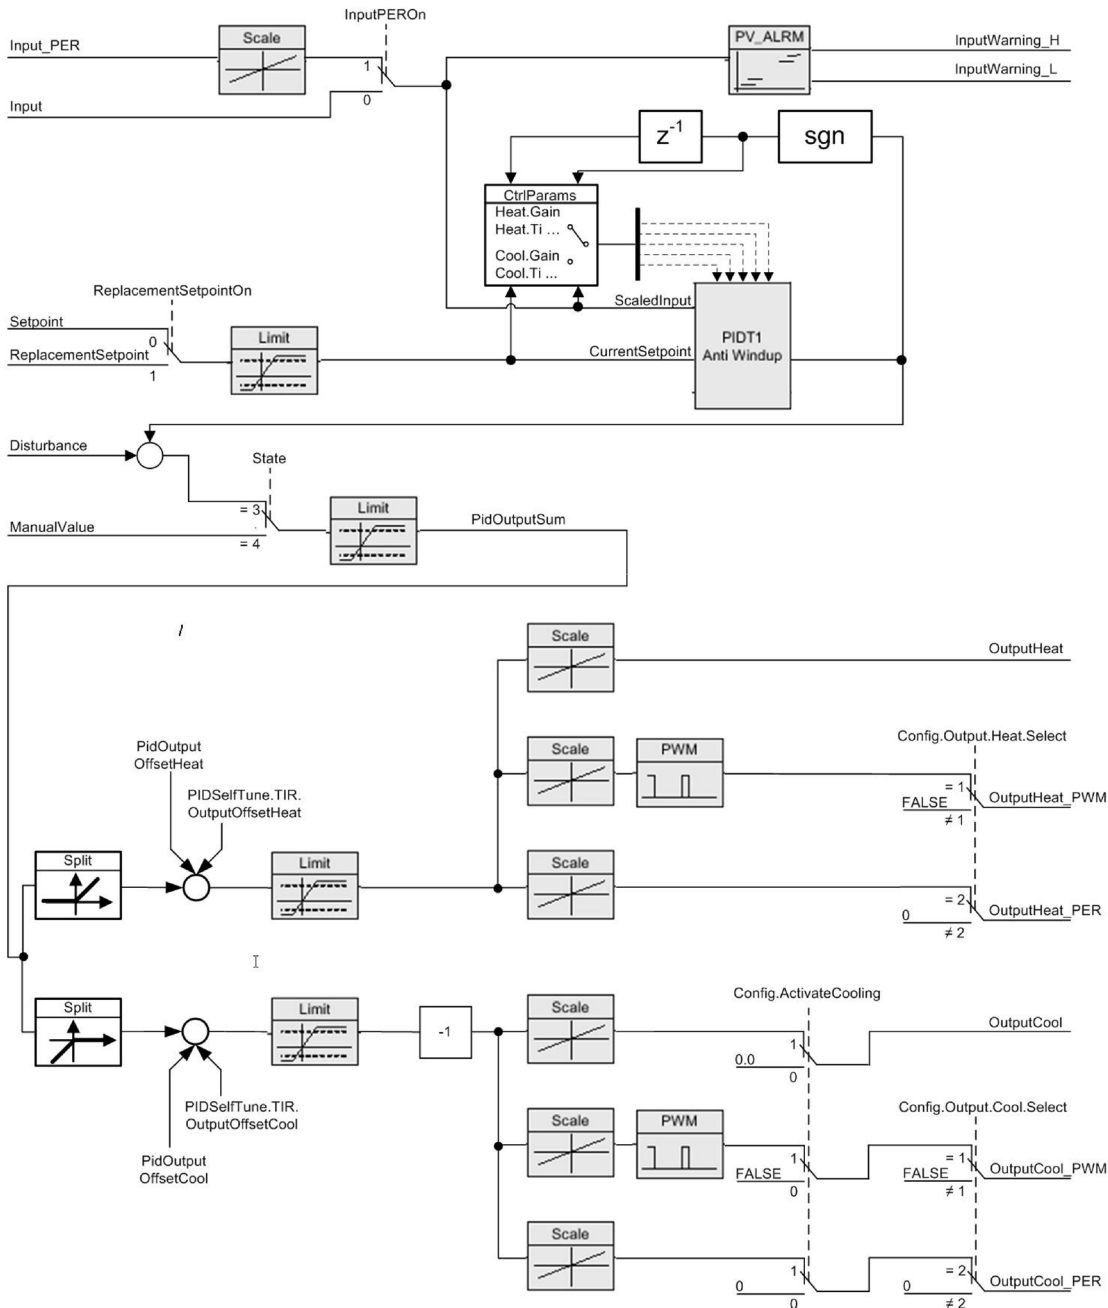 InputPEROn
Input_PER
Scale
PV_ALRM
InputWarning_H
1
InputWarning_L
Input
0
z-1
sgn
CtrlParams
Heat.Gain
Heat.Ti ...
Cool.Gain
Cool.Ti ...
ReplacementSetpointOn
ScaledInput
Setpoint
0
Limit
PIDT1
Anti Windup
ReplacementSetpoint
CurrentSetpoint
1
Disturbance
State
= 3
Limit
ManualValue
PidOutputSum
= 4
Scale
OutputHeat
Config.Output.Heat.Select
PidOutput
OffsetHeat
Scale
PWM
PIDSelfTune.TIR.
OutputOffsetHeat
= 1
FALSE
OutputHeat_PWM
≠ 1
Split
Limit
Scale
= 2
0
OutputHeat_PER
≠ 2
Config.ActivateCooling
Split
Limit
Scale
OutputCool
-1
1
0.0
0
PIDSelfTune.TIR.
OutputOffsetCool
Config.Output.Cool.Select
Scale
PWM
PidOutput
OffsetCool
1
FALSE
0
= 1
FALSE
OutputCool_PWM
≠ 1
Scale
1
0
0
= 2
0
OutputCool_PER
≠ 2